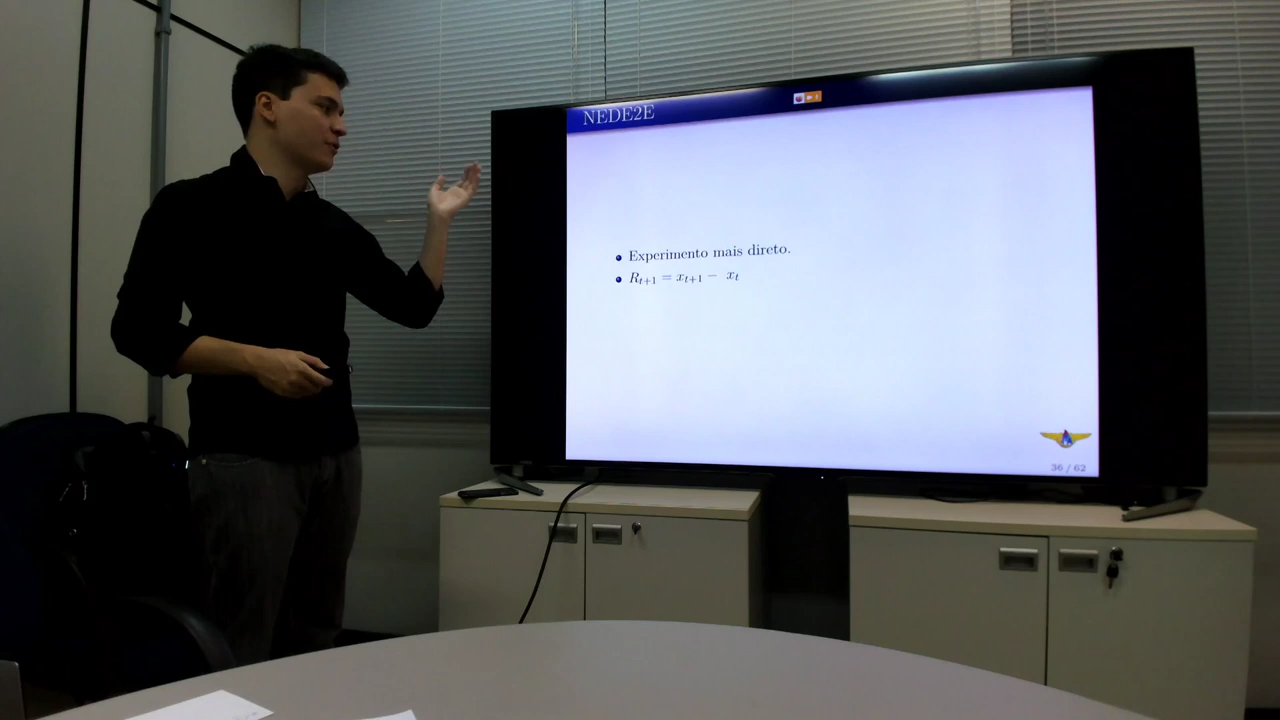 NEDE2E
Experimento mais direto.
R_{t+1} = x_{t+1} − x_t
36 / 62